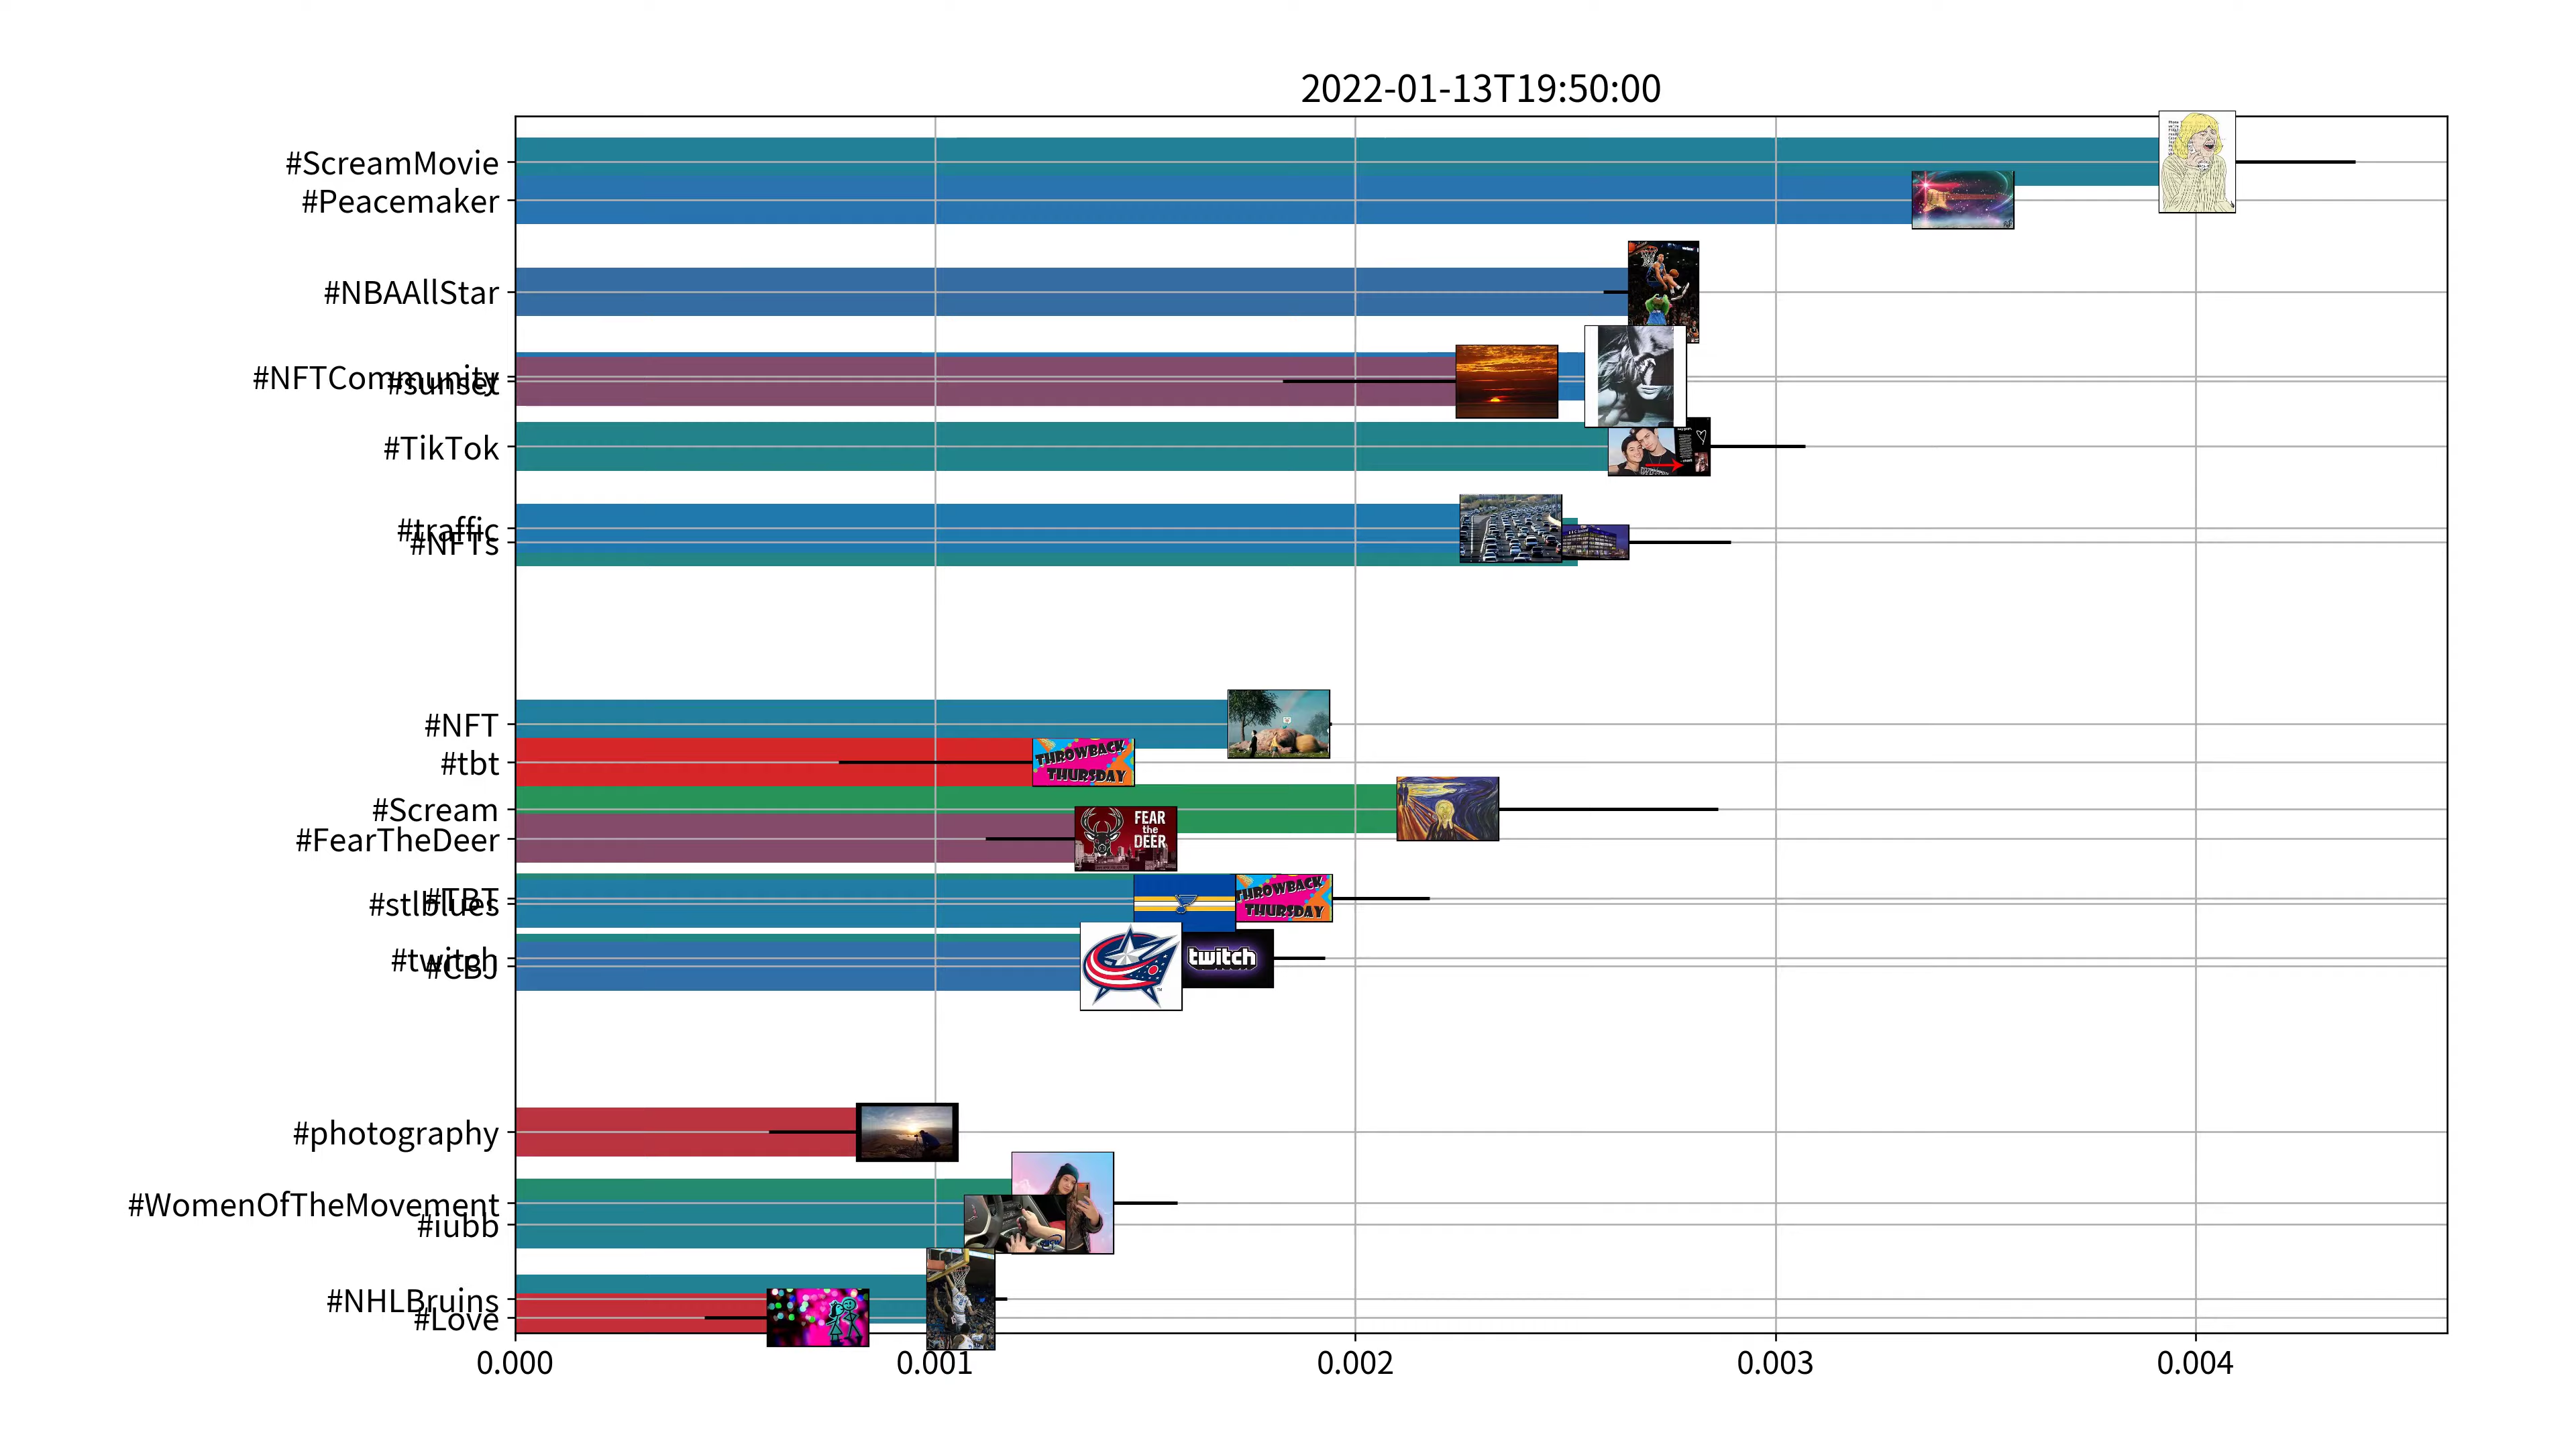 2022-01-13T19:50:00
#ScreamMovie
#Peacemaker
#NBAAllStar
#NFTCommunity
#sunset
#TikTok
#traffic
#NFTs
#NFT
#tbt
THROWBACK
THURSDAY
#Scream
#FearTheDeer
FEAR
the
DEER
#TBT
#stlblues
THROWBACK
THURSDAY
#twitch
#CBJ
twitch
#photography
#WomenOfTheMovement
#iubb
#NHLBruins
#Love
0.000 0.001 0.002 0.003 0.004